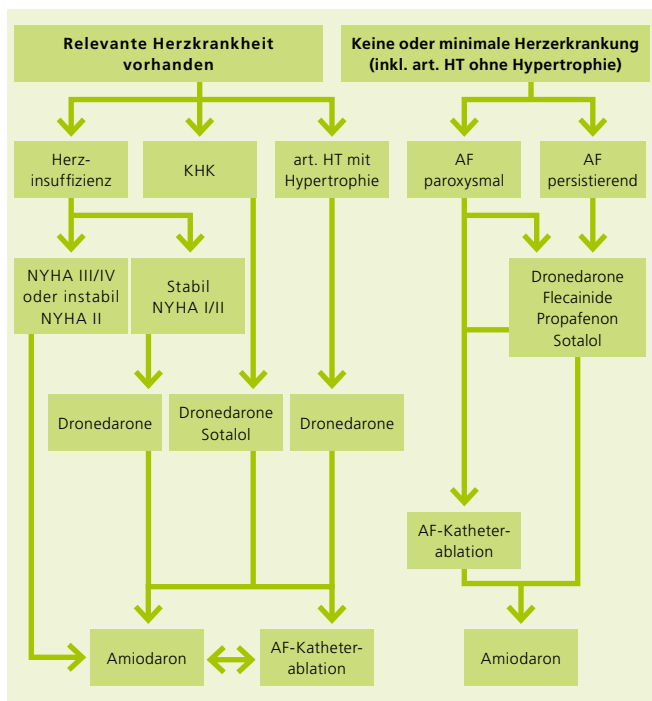 Relevante Herzkrankheit
vorhanden
Keine oder minimale Herzerkrankung
(inkl. art. HT ohne Hypertrophie)
Herz-
insuffizienz
KHK
art. HT mit
Hypertrophie
AF
paroxysmal
AF
persistierend
NYHA III/IV
oder instabil
NYHA II
Stabil
NYHA I/II
Dronedarone
Flecainide
Propafenon
Sotalol
Dronedarone
Dronedarone
Sotalol
Dronedarone
AF-Katheter-
ablation
Amiodaron
AF-Katheter-
ablation
Amiodaron